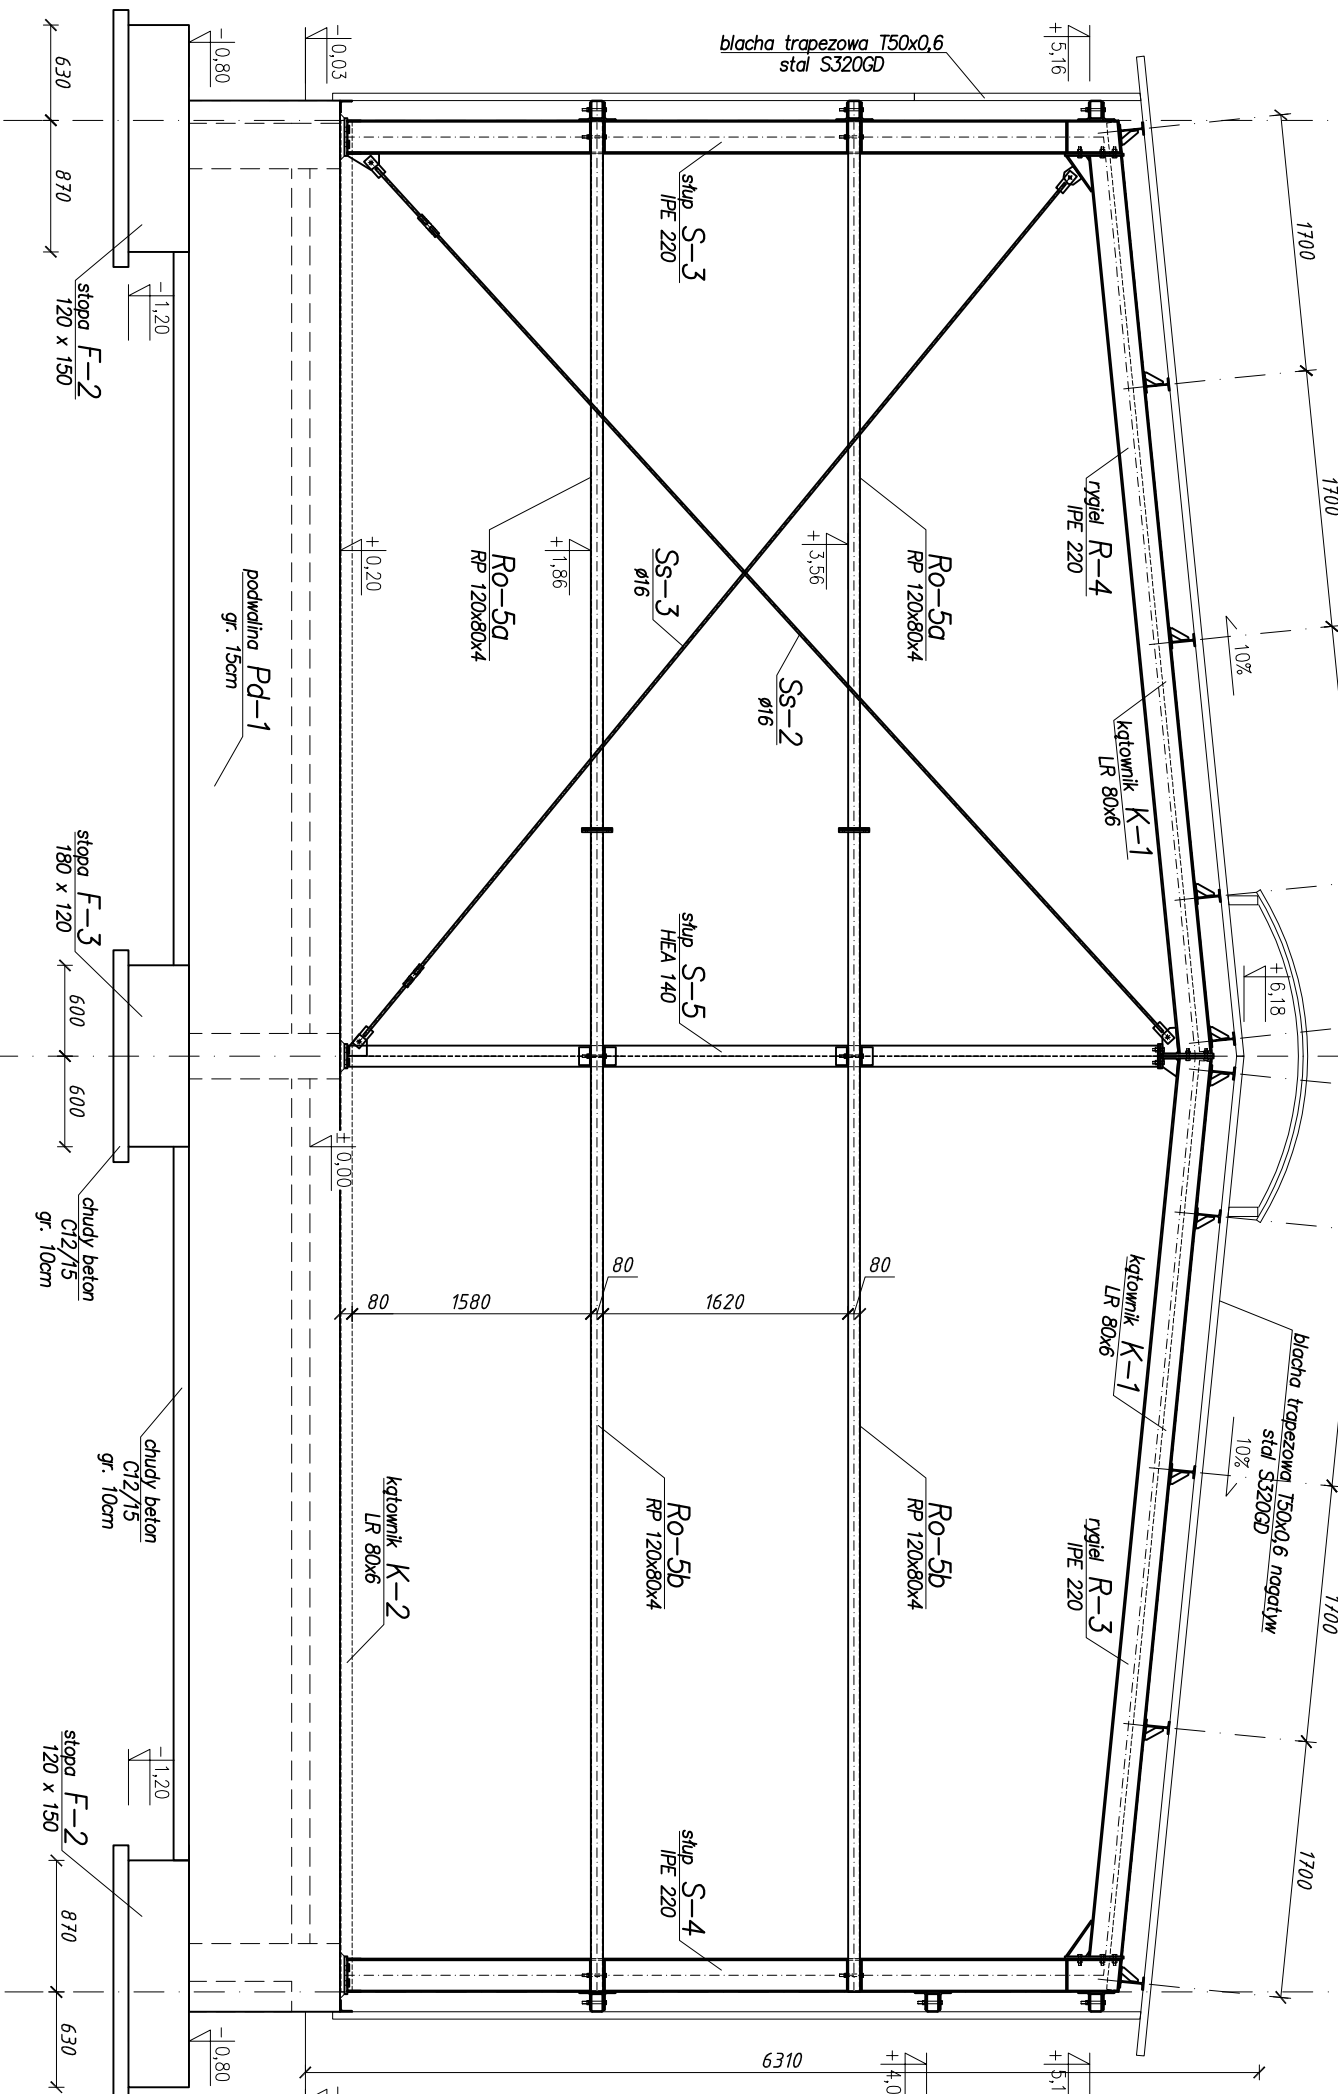 blacha trapezowa T50x0,6
stal S320GD
+5,16
-0,03
-0,80
630
870
1700
1700
1700
1700
słup S-3
IPE 220
stopa F-2
120 x 150
-1,20
rygiel R-4
IPE 220
10%
kątownik K-1
LR 80x6
Ro-5a
RP 120x80x4
+3,56
Ro-5a
RP 120x80x4
+1,86
+0,20
Ss-3
ø16
Ss-2
ø16
podwalina Pd-1
gr. 15cm
stopa F-3
180 x 120
słup S-5
HEA 140
+6,18
600
600
±0,00
chudy beton
C12/15
gr. 10cm
80
80
80
1580
1620
kątownik K-1
LR 80x6
blacha trapezowa T50x0,6 nagatyw
stal S320GD
10%
chudy beton
C12/15
gr. 10cm
kątownik K-2
LR 80x6
Ro-5b
RP 120x80x4
Ro-5b
RP 120x80x4
rygiel R-3
IPE 220
słup S-4
IPE 220
stopa F-2
120 x 150
-1,20
870
630
-0,80
6310
+4,0
+5,1